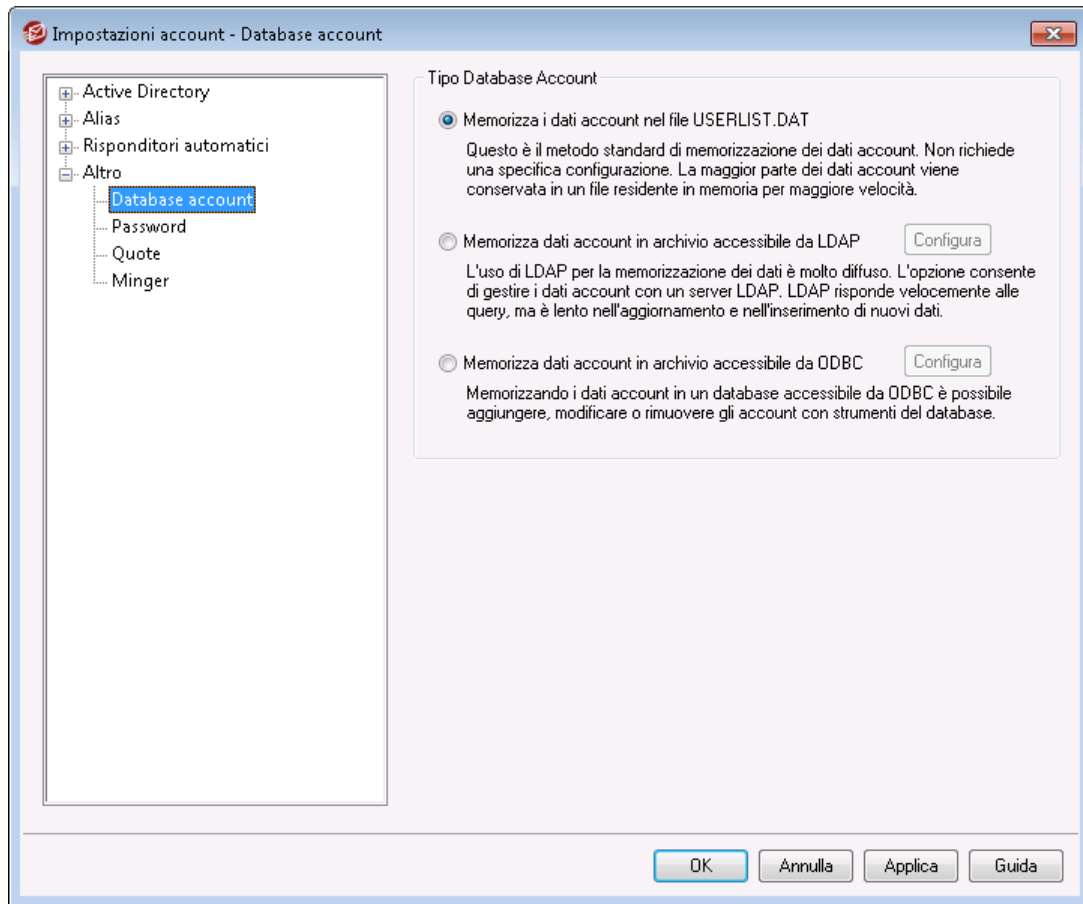 Impostazioni account - Database account
Active Directory
Alias
Risponditori automatici
Altro
Database account
Password
Quote
Minger
Tipo Database Account
Memorizza i dati account nel file USERLIST.DAT
Questo è il metodo standard di memorizzazione dei dati account. Non richiede
una specifica configurazione. La maggior parte dei dati account viene
conservata in un file residente in memoria per maggiore velocità.
Memorizza dati account in archivio accessibile da LDAP
Configura
L'uso di LDAP per la memorizzazione dei dati è molto diffuso. L'opzione consente
di gestire i dati account con un server LDAP. LDAP risponde velocemente alle
query, ma è lento nell'aggiornamento e nell'inserimento di nuovi dati.
Memorizza dati account in archivio accessibile da ODBC
Configura
Memorizzando i dati account in un database accessibile da ODBC è possibile
aggiungere, modificare o rimuovere gli account con strumenti del database.
OK
Annulla
Applica
Guida